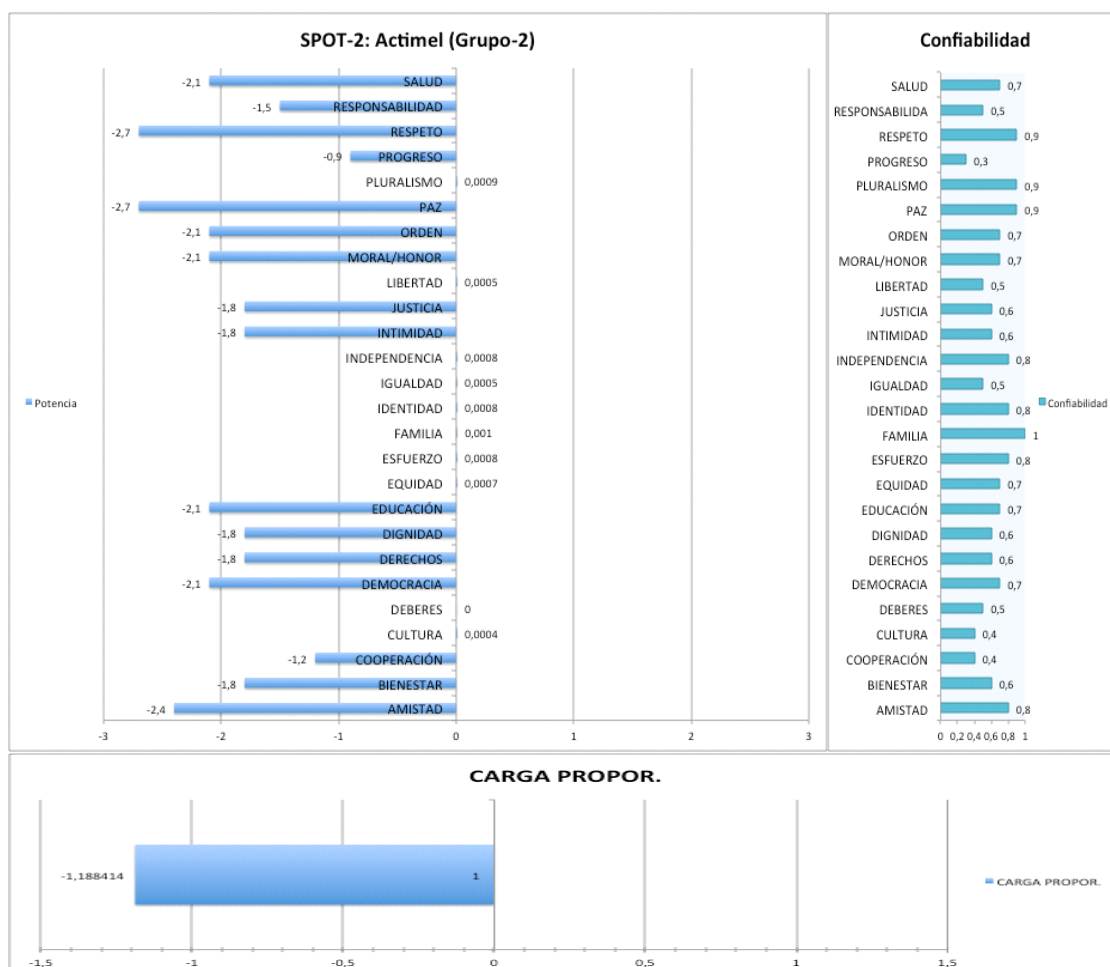 SPOT-2: Actimel (Grupo-2)
-2,1 SALUD
-1,5 RESPONSABILIDAD
-2,7 RESPETO
-0,9 PROGRESO
PLURALISMO 0,0009
-2,7 PAZ
-2,1 ORDEN
-2,1 MORAL/HONOR
LIBERTAD 0,0005
-1,8 JUSTICIA
-1,8 INTIMIDAD
INDEPENDENCIA 0,0008
IGUALDAD 0,0005
IDENTIDAD 0,0008
FAMILIA 0,001
ESFUERZO 0,0008
EQUIDAD 0,0007
-2,1 EDUCACIÓN
-1,8 DIGNIDAD
-1,8 DERECHOS
-2,1 DEMOCRACIA
DEBERES 0
CULTURA 0,0004
-1,2 COOPERACIÓN
-1,8 BIENESTAR
-2,4 AMISTAD
-3 -2 -1 0 1 2 3
Potencia
Confiabilidad
SALUD 0,7
RESPONSABILIDA 0,5
RESPETO 0,9
PROGRESO 0,3
PLURALISMO 0,9
PAZ 0,9
ORDEN 0,7
MORAL/HONOR 0,7
LIBERTAD 0,5
JUSTICIA 0,6
INTIMIDAD 0,6
INDEPENDENCIA 0,8
IGUALDAD 0,5
IDENTIDAD 0,8
FAMILIA 1
ESFUERZO 0,8
EQUIDAD 0,7
EDUCACIÓN 0,7
DIGNIDAD 0,6
DERECHOS 0,6
DEMOCRACIA 0,7
DEBERES 0,5
CULTURA 0,4
COOPERACIÓN 0,4
BIENESTAR 0,6
AMISTAD 0,8
0 0,2 0,4 0,6 0,8 1
Confiabilidad
CARGA PROPOR.
-1,188414 1
CARGA PROPOR.
-1,5 -1 -0,5 0 0,5 1 1,5